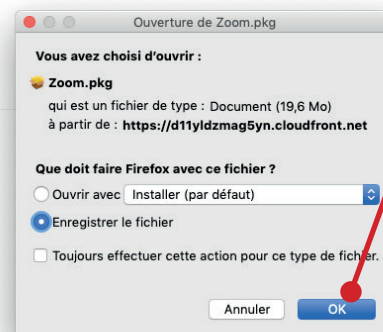 Ouverture de Zoom.pkg
Vous avez choisi d'ouvrir :
Zoom.pkg
qui est un fichier de type : Document (19,6 Mo)
à partir de : https://d11yldzmag5yn.cloudfront.net
Que doit faire Firefox avec ce fichier ?
Ouvrir avec Installer (par défaut)
Enregistrer le fichier
Toujours effectuer cette action pour ce type de fichier.
Annuler OK